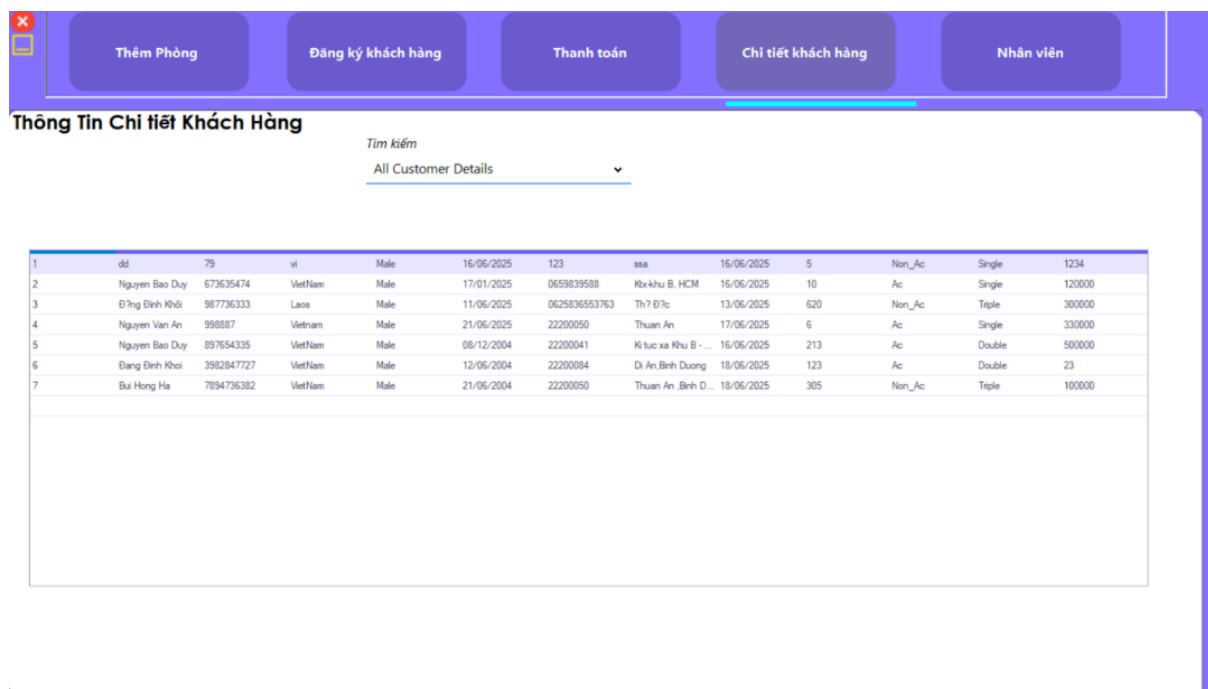 Thêm Phòng Đăng ký khách hàng Thanh toán Chi tiết khách hàng Nhân viên
Thông Tin Chi tiết Khách Hàng
Tìm kiếm
All Customer Details
1 dd 79 vi Male 16/06/2025 123 ssa 16/06/2025 5 Non_Ac Single 1234
2 Nguyen Bao Duy 673635474 VietNam Male 17/01/2025 0659839588 Ktx-khu B, HCM 16/06/2025 10 Ac Single 120000
3 Đ?ng Đình Khôi 987736333 Laos Male 11/06/2025 0625836553763 Th? Đ?c 13/06/2025 620 Non_Ac Triple 300000
4 Nguyen Van An 998887 Vietnam Male 21/06/2025 22200050 Thuan An 17/06/2025 6 Ac Single 330000
5 Nguyen Bao Duy 897654335 VietNam Male 08/12/2004 22200041 Ki tuc xa Khu B - ... 16/06/2025 213 Ac Double 500000
6 Đang Đinh Khoi 3982847727 VietNam Male 12/06/2004 22200084 Di An,Binh Duong 18/06/2025 123 Ac Double 23
7 Bui Hong Ha 7894736382 VietNam Male 21/06/2004 22200050 Thuan An ,Binh D... 18/06/2025 305 Non_Ac Triple 100000